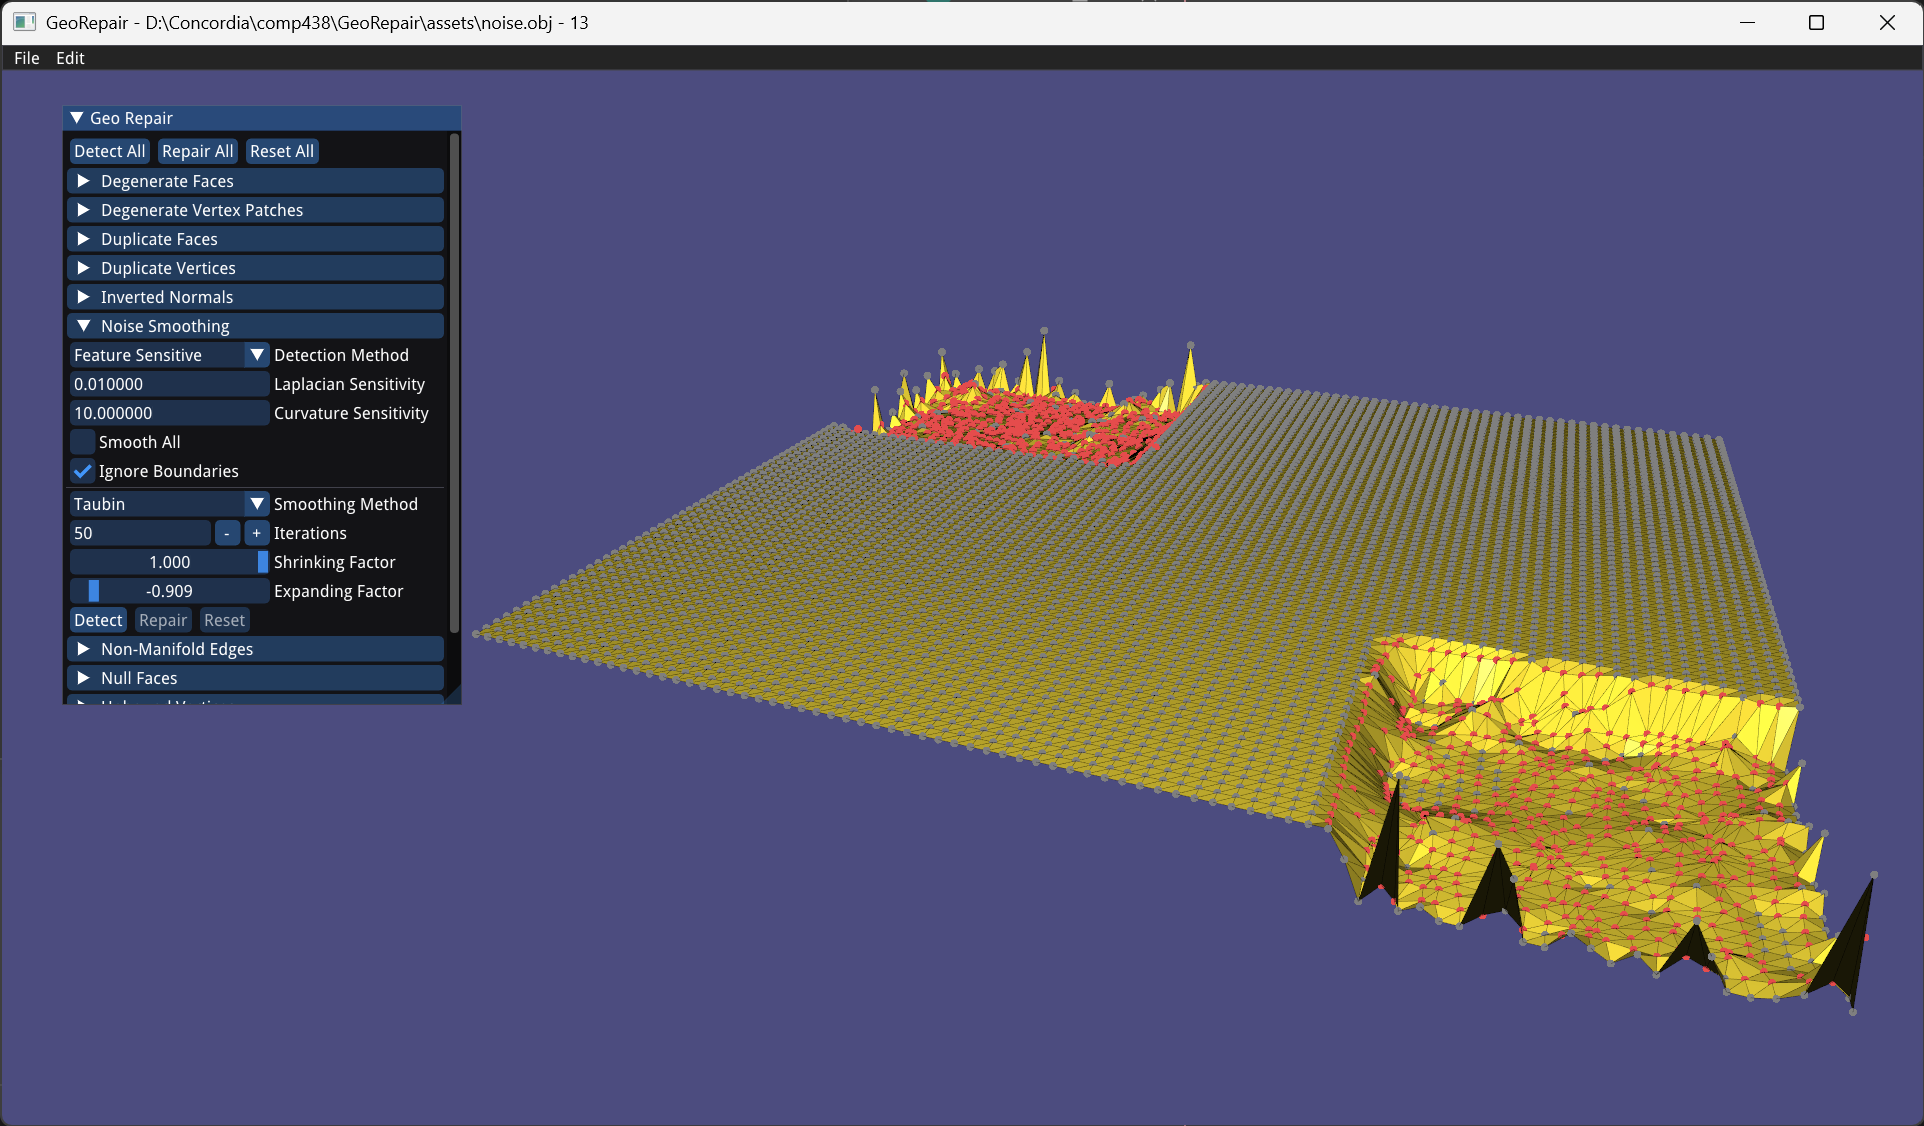 GeoRepair - D:\Concordia\comp438\GeoRepair\assets\noise.obj - 13
File Edit
Geo Repair
Detect All Repair All Reset All
Degenerate Faces
Degenerate Vertex Patches
Duplicate Faces
Duplicate Vertices
Inverted Normals
Noise Smoothing
Feature Sensitive Detection Method
0.010000 Laplacian Sensitivity
10.000000 Curvature Sensitivity
Smooth All
Ignore Boundaries
Taubin Smoothing Method
50 - + Iterations
1.000 Shrinking Factor
-0.909 Expanding Factor
Detect Repair Reset
Non-Manifold Edges
Null Faces